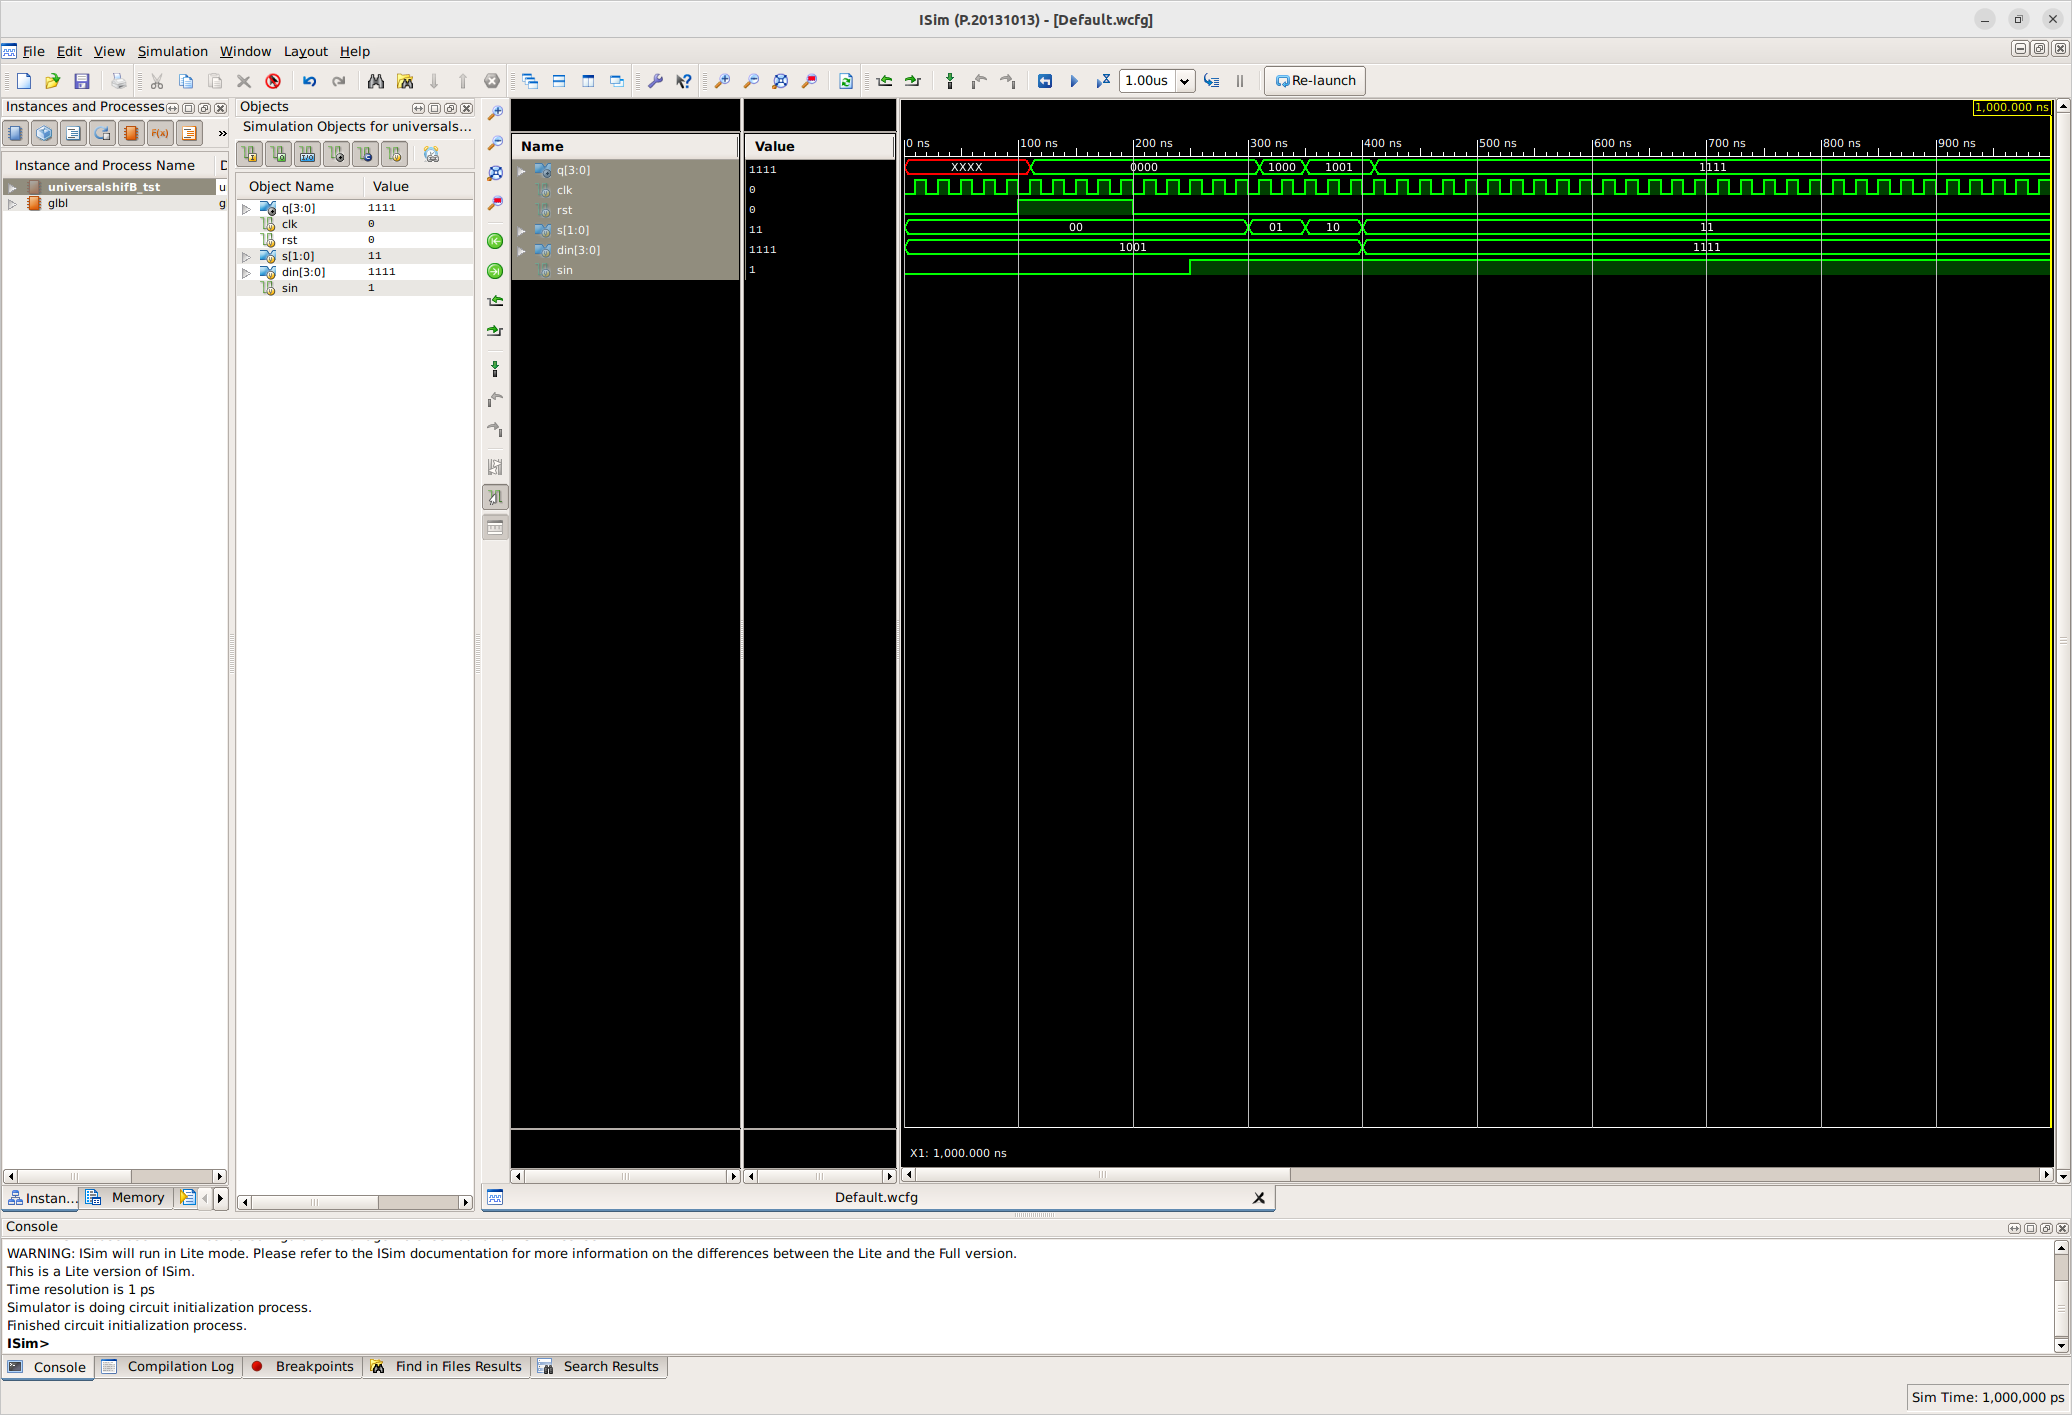 ISim (P.20131013) - [Default.wcfg]
File Edit View Simulation Window Layout Help
1.00us Re-launch
Instances and Processes
Instance and Process Name D
universalshifB_tst u
glbl g
Instan... Memory
Objects
Simulation Objects for universals...
Object Name Value
q[3:0] 1111
clk 0
rst 0
s[1:0] 11
din[3:0] 1111
sin 1
Name Value
q[3:0] 1111
clk 0
rst 0
s[1:0] 11
din[3:0] 1111
sin 1
1,000.000 ns
0 ns 100 ns 200 ns 300 ns 400 ns 500 ns 600 ns 700 ns 800 ns 900 ns
XXXX 0000 1000 1001 1111
00 01 10 11
1001 1111
X1: 1,000.000 ns
Default.wcfg
Console
WARNING: ISim will run in Lite mode. Please refer to the ISim documentation for more information on the differences between the Lite and the Full version.
This is a Lite version of ISim.
Time resolution is 1 ps
Simulator is doing circuit initialization process.
Finished circuit initialization process.
ISim>
Console Compilation Log Breakpoints Find in Files Results Search Results
Sim Time: 1,000,000 ps